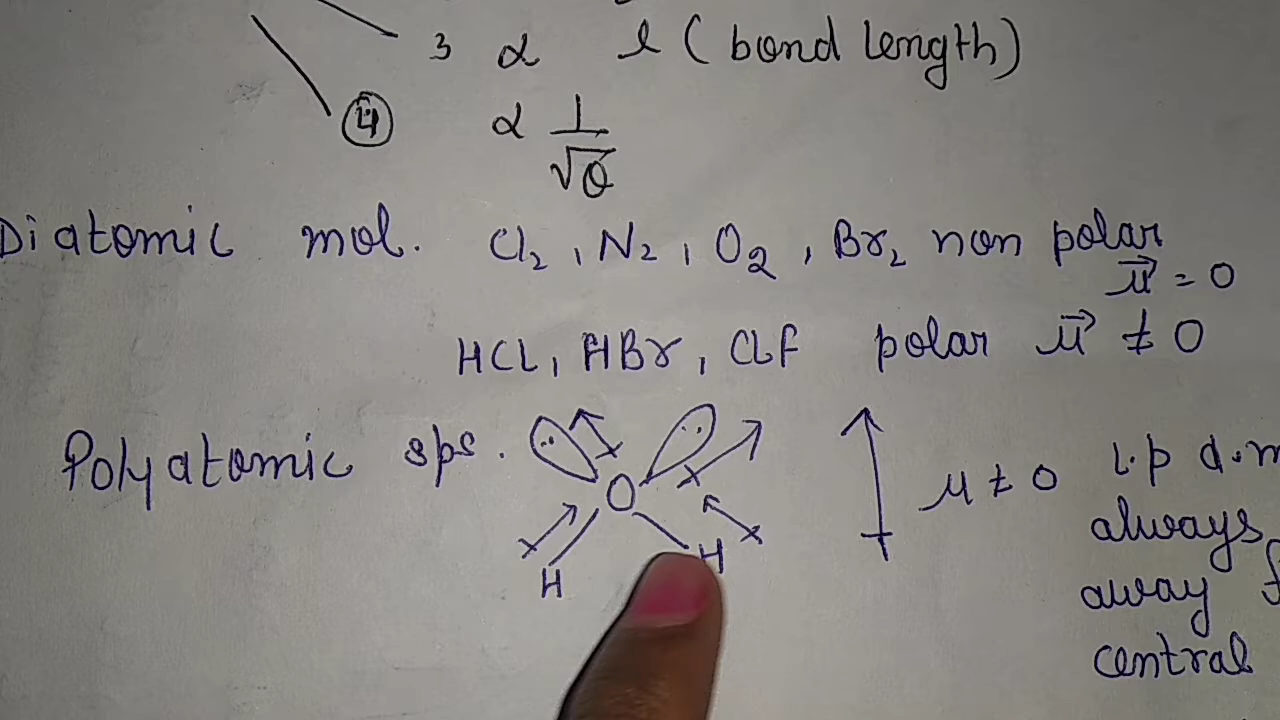 3 α l (bond length)
④ α 1/√θ
Diatomic mol. Cl₂, N₂, O₂, Br₂ non polar
μ⃗ = 0
HCl, HBr, ClF polar μ⃗ ≠ 0
Polyatomic sps. O H H μ ≠ 0 l.p d.m
always
away
central